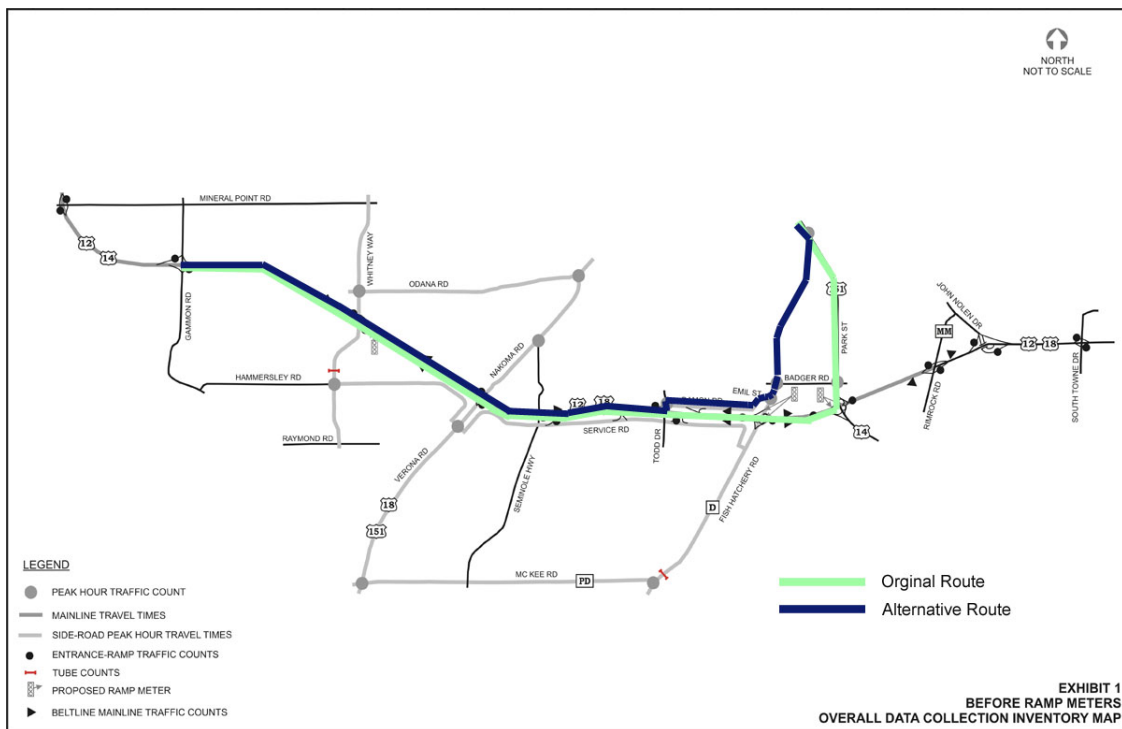 NORTH
NOT TO SCALE
MINERAL POINT RD
12
14
WHITNEY WAY
GAMMON RD
ODANA RD
151
JOHN NOLEN DR
PARK ST
MM
12
18
NAKOMA RD
HAMMERSLEY RD
BADGER RD
EMIL ST
RIMROCK RD
SOUTH TOWNE DR
12
18
SERVICE RD
14
RAYMOND RD
VERONA RD
TODD DR
SEMINOLE HWY
FISH HATCHERY RD
18
D
151
MC KEE RD
PD
LEGEND
PEAK HOUR TRAFFIC COUNT
MAINLINE TRAVEL TIMES
SIDE-ROAD PEAK HOUR TRAVEL TIMES
ENTRANCE-RAMP TRAFFIC COUNTS
TUBE COUNTS
PROPOSED RAMP METER
BELTLINE MAINLINE TRAFFIC COUNTS
Orginal Route
Alternative Route
EXHIBIT 1
BEFORE RAMP METERS
OVERALL DATA COLLECTION INVENTORY MAP